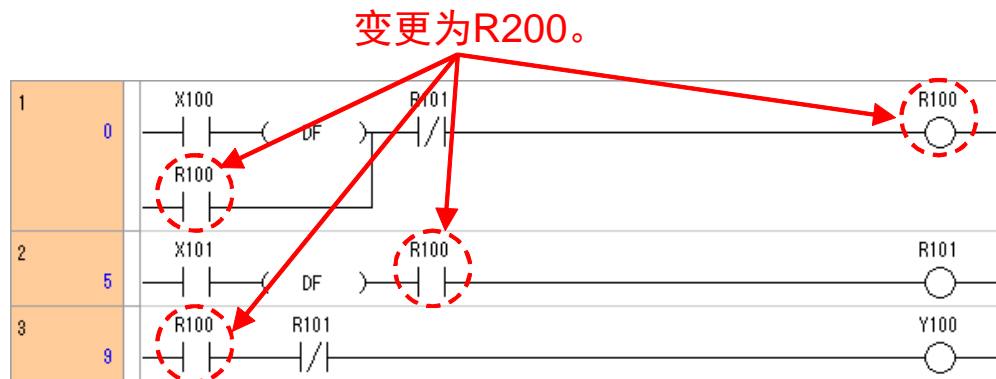 变更为R200。
1 X100 R101 R100
0 DF
R100
2 X101 R100 R101
5 DF
3 R100 R101 Y100
9